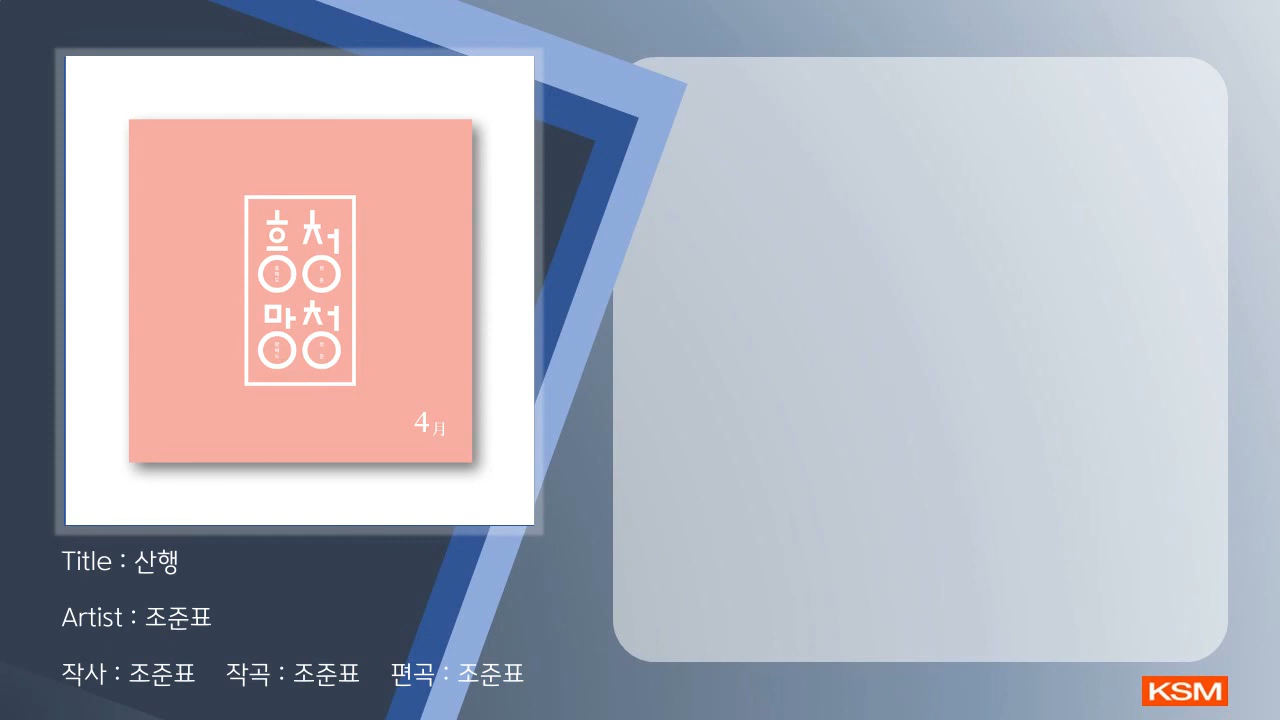 흥청
망청
4月
Title : 산행
Artist : 조준표
작사 : 조준표 작곡 : 조준표 편곡 : 조준표
KSM